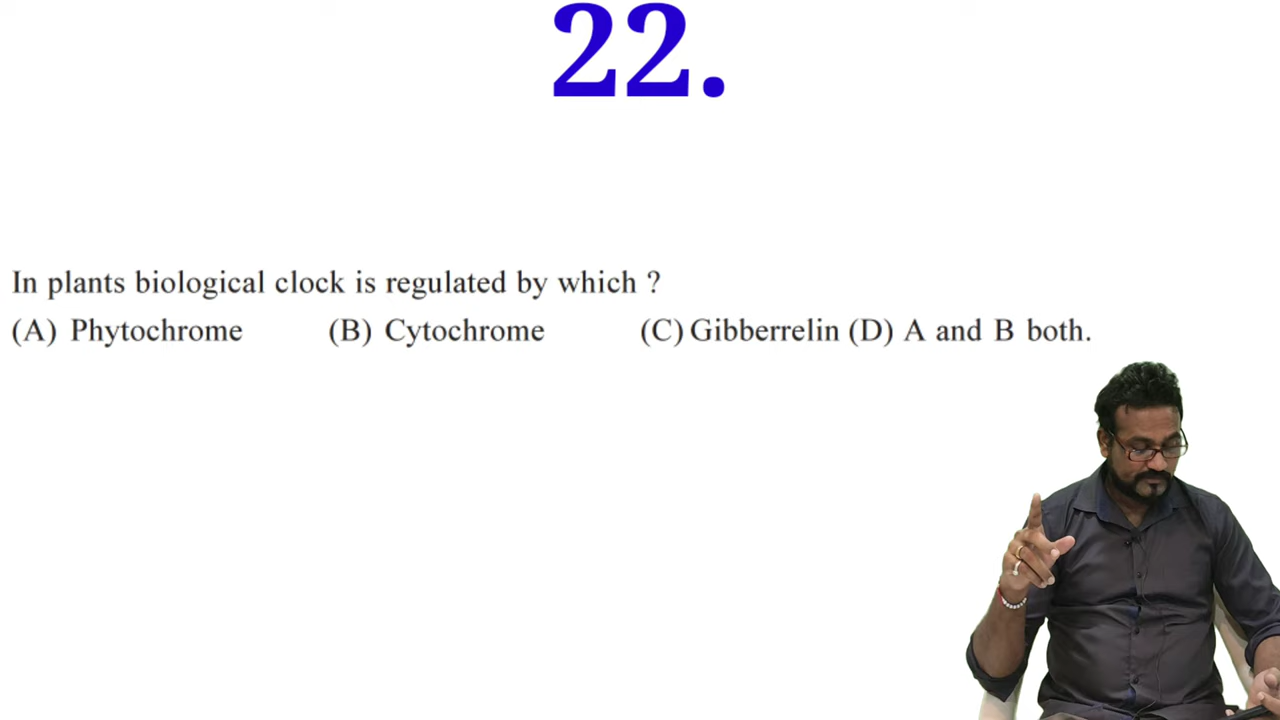 22.
In plants biological clock is regulated by which ?
(A) Phytochrome (B) Cytochrome (C) Gibberrelin (D) A and B both.